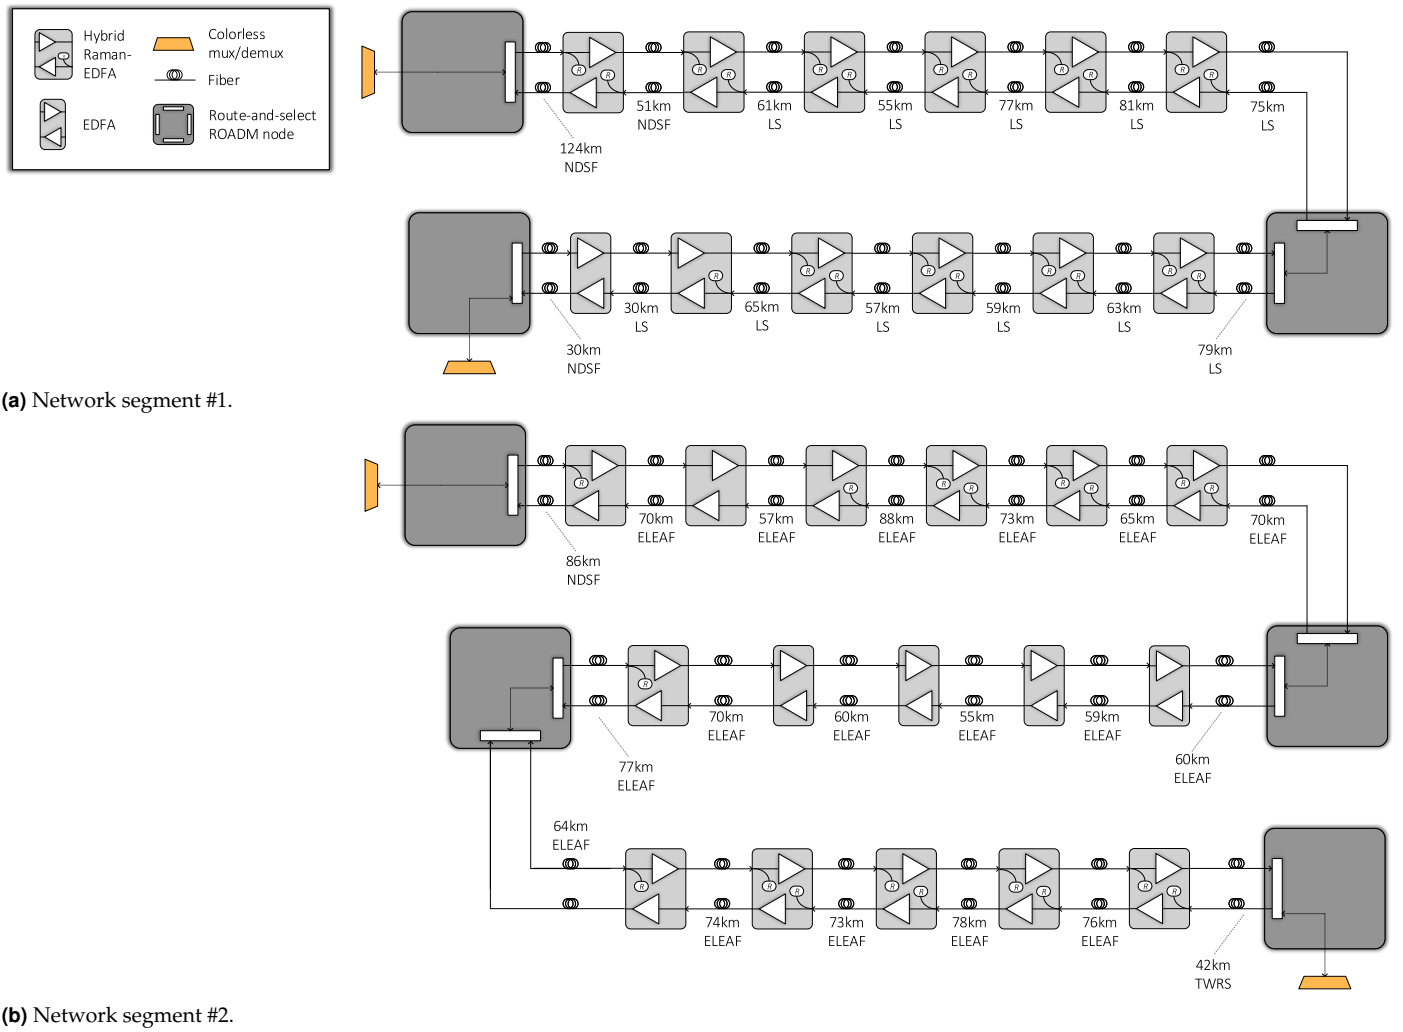 Hybrid
Raman-
EDFA
Colorless
mux/demux
Fiber
EDFA
Route-and-select
ROADM node
R R R R R R
R R R R R
51km
NDSF
61km
LS
55km
LS
77km
LS
81km
LS
75km
LS
124km
NDSF
R R R R
R R R R R
30km
LS
65km
LS
57km
LS
59km
LS
63km
LS
30km
NDSF
79km
LS
(a) Network segment #1.
R R R R
R R R R
70km
ELEAF
57km
ELEAF
88km
ELEAF
73km
ELEAF
65km
ELEAF
70km
ELEAF
86km
NDSF
R
70km
ELEAF
60km
ELEAF
55km
ELEAF
59km
ELEAF
77km
ELEAF
60km
ELEAF
64km
ELEAF
R R R R R
R R R R
74km
ELEAF
73km
ELEAF
78km
ELEAF
76km
ELEAF
42km
TWRS
(b) Network segment #2.